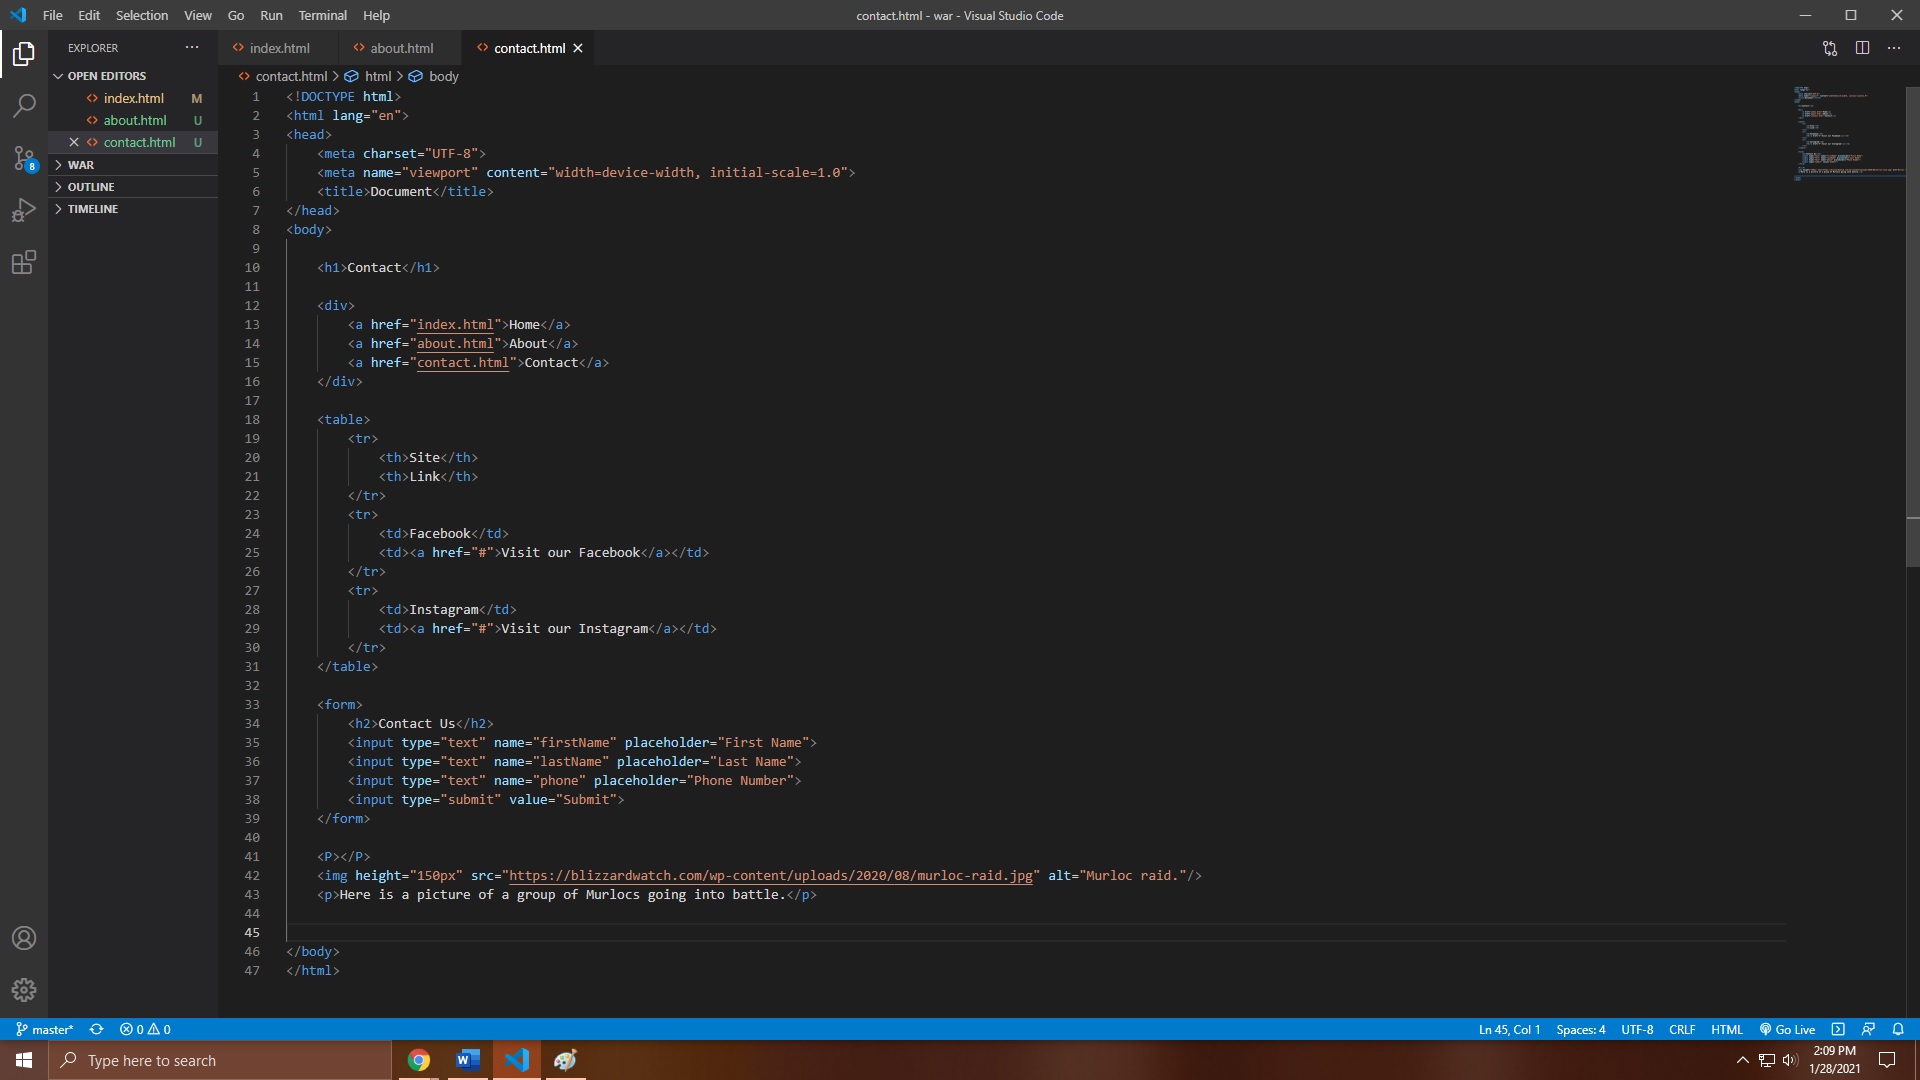 File Edit Selection View Go Run Terminal Help
contact.html - war - Visual Studio Code
EXPLORER
OPEN EDITORS
index.html M
about.html U
contact.html U
WAR
OUTLINE
TIMELINE
8
index.html about.html contact.html
contact.html > html > body
1 <!DOCTYPE html>
2 <html lang="en">
3 <head>
4 <meta charset="UTF-8">
5 <meta name="viewport" content="width=device-width, initial-scale=1.0">
6 <title>Document</title>
7 </head>
8 <body>
9
10 <h1>Contact</h1>
11
12 <div>
13 <a href="index.html">Home</a>
14 <a href="about.html">About</a>
15 <a href="contact.html">Contact</a>
16 </div>
17
18 <table>
19 <tr>
20 <th>Site</th>
21 <th>Link</th>
22 </tr>
23 <tr>
24 <td>Facebook</td>
25 <td><a href="#">Visit our Facebook</a></td>
26 </tr>
27 <tr>
28 <td>Instagram</td>
29 <td><a href="#">Visit our Instagram</a></td>
30 </tr>
31 </table>
32
33 <form>
34 <h2>Contact Us</h2>
35 <input type="text" name="firstName" placeholder="First Name">
36 <input type="text" name="lastName" placeholder="Last Name">
37 <input type="text" name="phone" placeholder="Phone Number">
38 <input type="submit" value="Submit">
39 </form>
40
41 <P></P>
42 <img height="150px" src="https://blizzardwatch.com/wp-content/uploads/2020/08/murloc-raid.jpg" alt="Murloc raid."/>
43 <p>Here is a picture of a group of Murlocs going into battle.</p>
44
45
46 </body>
47 </html>
master* 0 0 Ln 45, Col 1 Spaces: 4 UTF-8 CRLF HTML Go Live
Type here to search
2:09 PM
1/28/2021